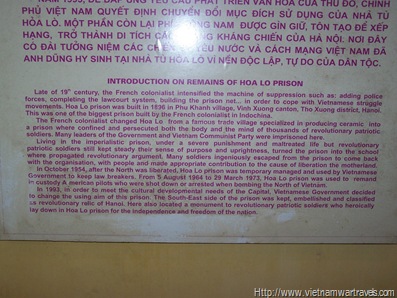 NĂM 1993, ĐỂ ĐÁP ỨNG YÊU CẦU PHÁT TRIỂN VĂN HÓA CỦA THỦ ĐÔ, CHÍNH
PHỦ VIỆT NAM QUYẾT ĐỊNH CHUYỂN ĐỔI MỤC ĐÍCH SỬ DỤNG CỦA NHÀ TÙ
HỎA LÒ. MỘT PHẦN CÒN LẠI PHÍA ĐÔNG NAM ĐƯỢC GÌN GIỮ, TÔN TẠO ĐỂ XẾP
HẠNG, TRỞ THÀNH DI TÍCH CÁCH MẠNG KHÁNG CHIẾN CỦA HÀ NỘI. NƠI ĐÂY
CÓ ĐÀI TƯỞNG NIỆM CÁC CHIẾN SĨ YÊU NƯỚC VÀ CÁCH MẠNG VIỆT NAM ĐÃ
ANH DŨNG HY SINH TẠI NHÀ TÙ HỎA LÒ VÌ NỀN ĐỘC LẬP, TỰ DO CỦA DÂN TỘC.
INTRODUCTION ON REMAINS OF HOA LO PRISON
Late of 19th century, the French colonialist intensified the machine of suppression such as: adding police
forces, completing the lawcourt system, building the prison net... in order to cope with Vietnamese struggle
movements. Hoa Lo prison was built in 1896 in Phu Khanh village, Vinh Xuong canton, Tho Xuong district, Hanoi.
This was one of the biggest prison built by the French colonialist in Indochina.
The French colonialist changed Hoa Lo from a famous trade village specialized in producing ceramic into
a prison where confined and persecuted both the body and the mind of thousands of revolutionary patriotic
soldiers. Many leaders of the Government and Vietnam Communist Party were imprisoned here.
Living in the imperialistic prison, under a severe punishment and maltreated life but revolutionary
patriotic soldiers still kept steady their sense of purpose and uprightness, turned the prison into the school
where propagated revolutionary argument. Many soldiers ingeniously escaped from the prison to come back
with the organisation, with people and made appropriate contribution to the cause of liberation the motherland.
In October 1954, after the North was liberated, Hoa Lo prison was temporary managed and used by Vietnamese
Government to keep law breakers. From 5 August 1964 to 29 March 1973, Hoa Lo prison was used to remand
in custody A merican pilots who were shot down or arrested when bombing the North of Vietnam.
In 1993, in order to meet the cultural developmental needs of the Capital, Vietnamese Government decided
to change the using aim of this prison. The South-East side of the prison was kept, embellished and classified
as revolutionary relic of Hanoi. Here also located a monument to revolutionary patriotic soldiers who heroically
lay down in Hoa Lo prison for the independence and freedom of the nation.
http://www.vietnamwartravels.com